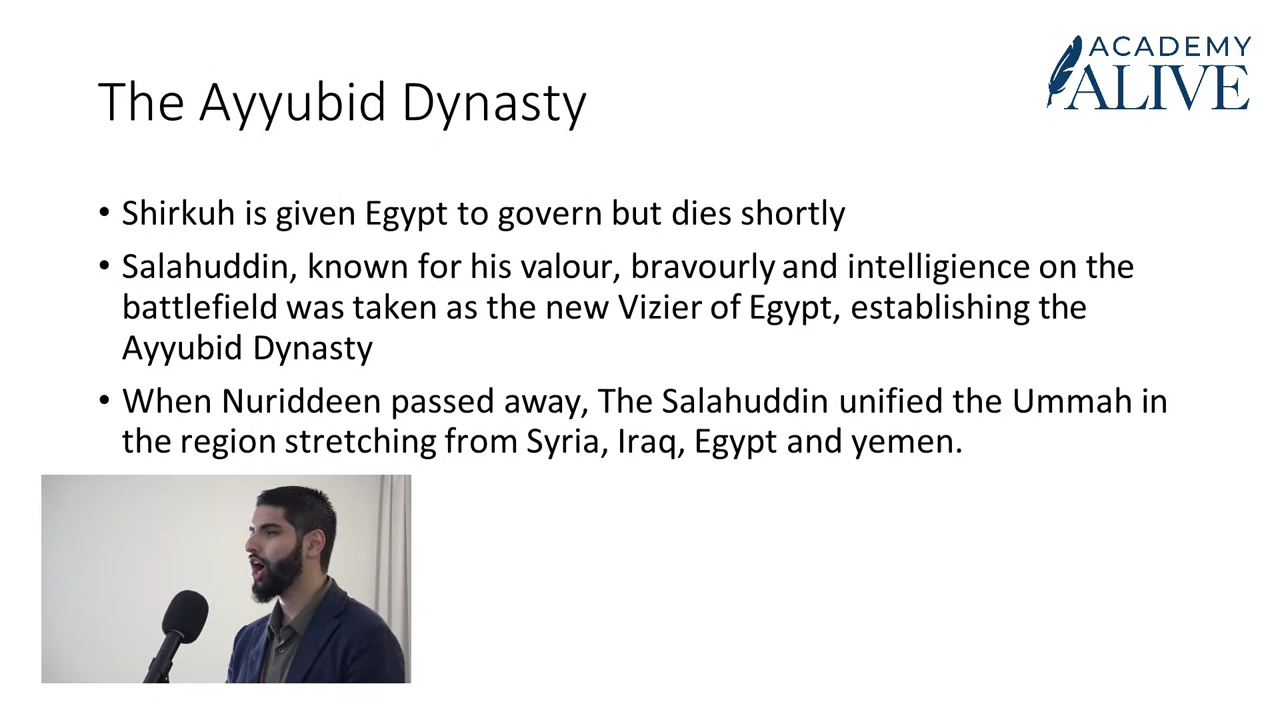 ACADEMY
ALIVE
The Ayyubid Dynasty
• Shirkuh is given Egypt to govern but dies shortly
• Salahuddin, known for his valour, bravourly and intelligience on the
battlefield was taken as the new Vizier of Egypt, establishing the
Ayyubid Dynasty
• When Nuriddeen passed away, The Salahuddin unified the Ummah in
the region stretching from Syria, Iraq, Egypt and yemen.